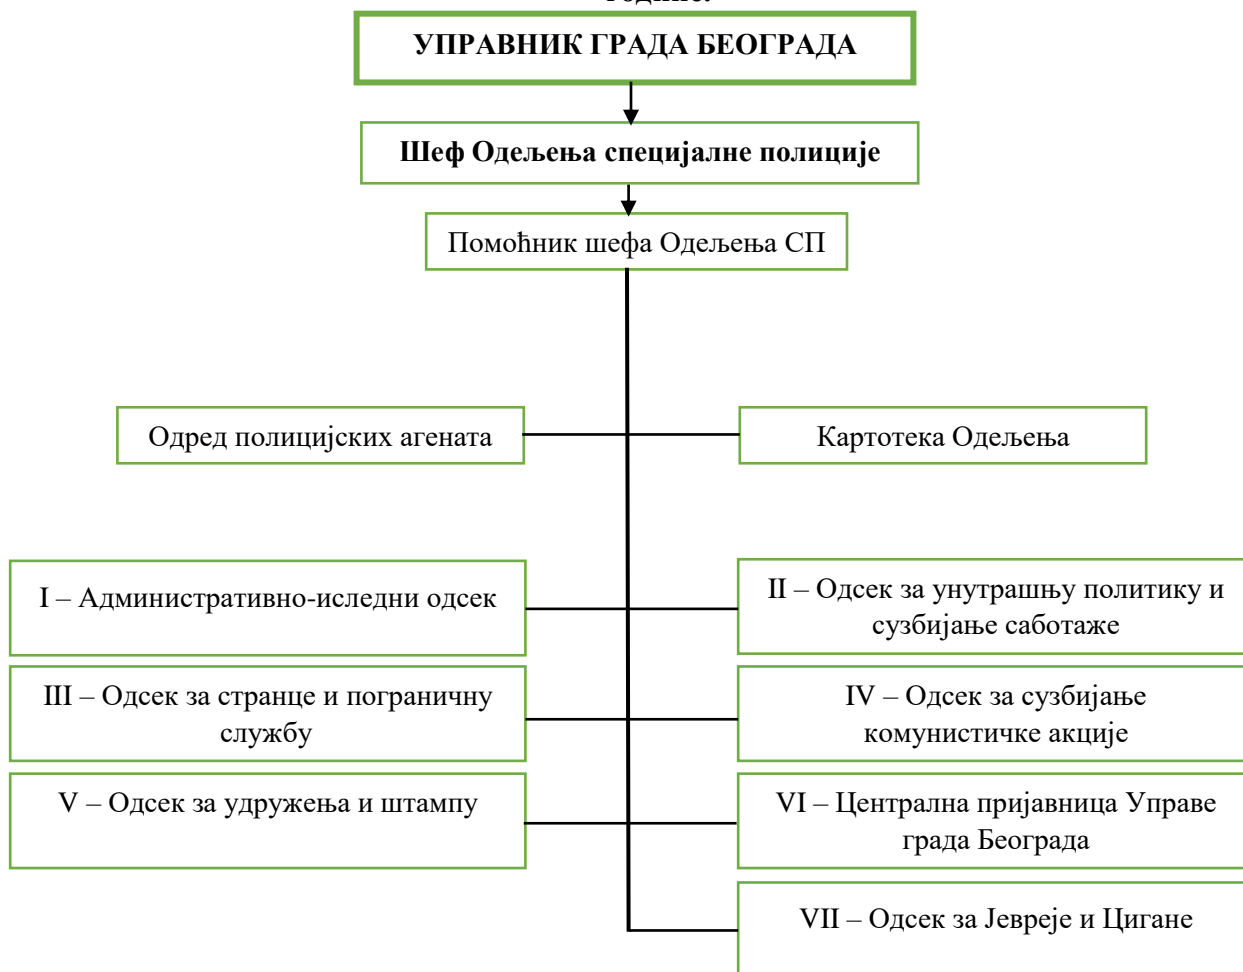 УПРАВНИК ГРАДА БЕОГРАДА
Шеф Одељења специјалне полиције
Помоћник шефа Одељења СП
Одред полицијских агената
Картотека Одељења
I – Административно-иследни одсек
II – Одсек за унутрашњу политику и
сузбијање саботаже
III – Одсек за странце и пограничну
службу
IV – Одсек за сузбијање
комунистичке акције
V – Одсек за удружења и штампу
VI – Централна пријавница Управе
града Београда
VII – Одсек за Јевреје и Цигане